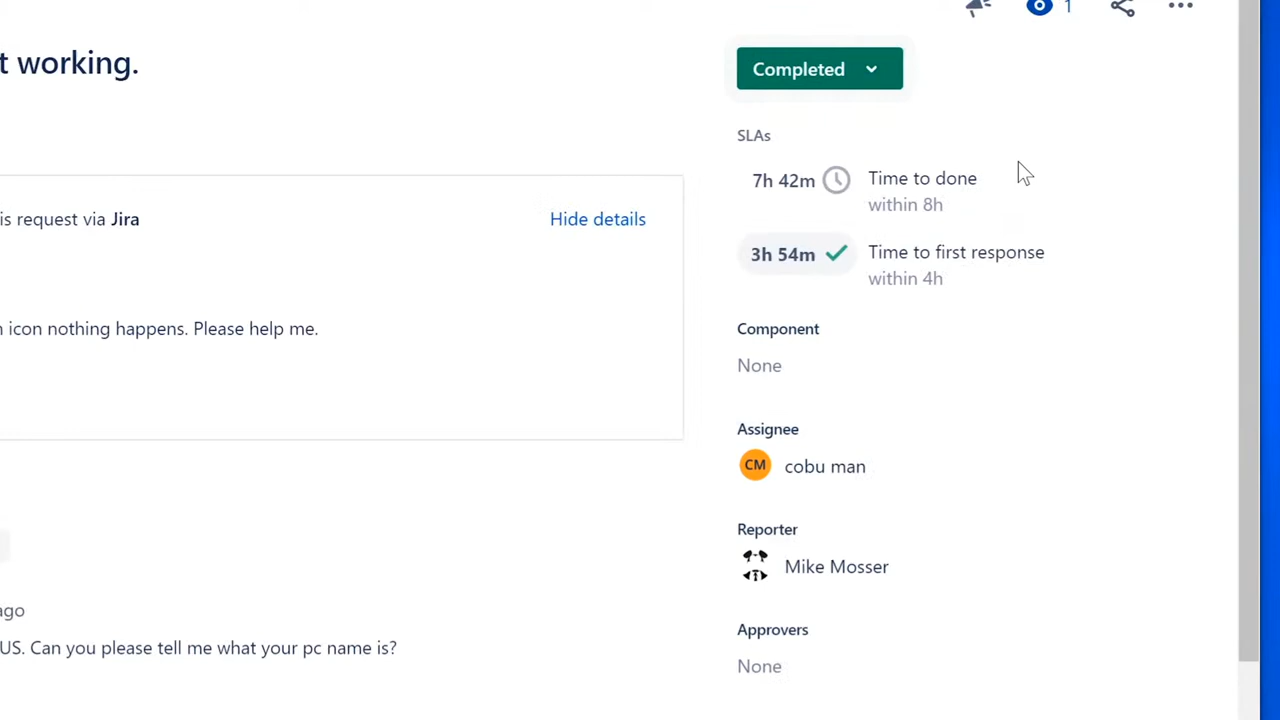 1
t working.
Completed
SLAs
7h 42m Time to done
within 8h
is request via Jira Hide details
3h 54m Time to first response
within 4h
n icon nothing happens. Please help me.
Component
None
Assignee
CM cobu man
Reporter
Mike Mosser
ago
Approvers
US. Can you please tell me what your pc name is?
None